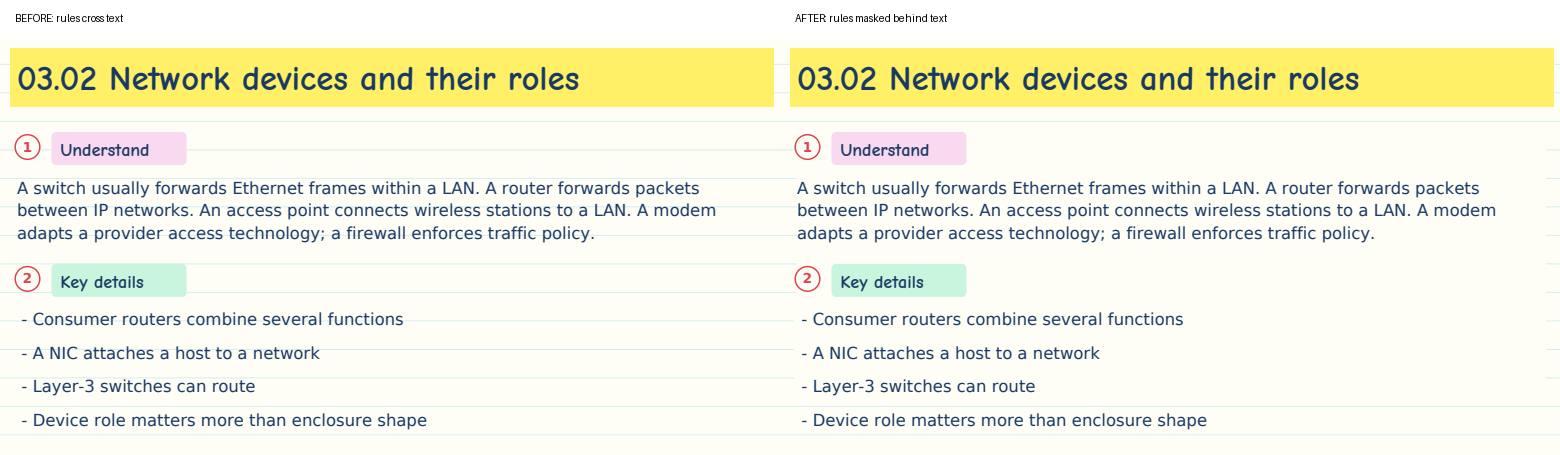 BEFORE: rules cross text
03.02 Network devices and their roles
1 Understand
A switch usually forwards Ethernet frames within a LAN. A router forwards packets
between IP networks. An access point connects wireless stations to a LAN. A modem
adapts a provider access technology; a firewall enforces traffic policy.
2 Key details
- Consumer routers combine several functions
- A NIC attaches a host to a network
- Layer-3 switches can route
- Device role matters more than enclosure shape
AFTER: rules masked behind text
03.02 Network devices and their roles
1 Understand
A switch usually forwards Ethernet frames within a LAN. A router forwards packets
between IP networks. An access point connects wireless stations to a LAN. A modem
adapts a provider access technology; a firewall enforces traffic policy.
2 Key details
- Consumer routers combine several functions
- A NIC attaches a host to a network
- Layer-3 switches can route
- Device role matters more than enclosure shape